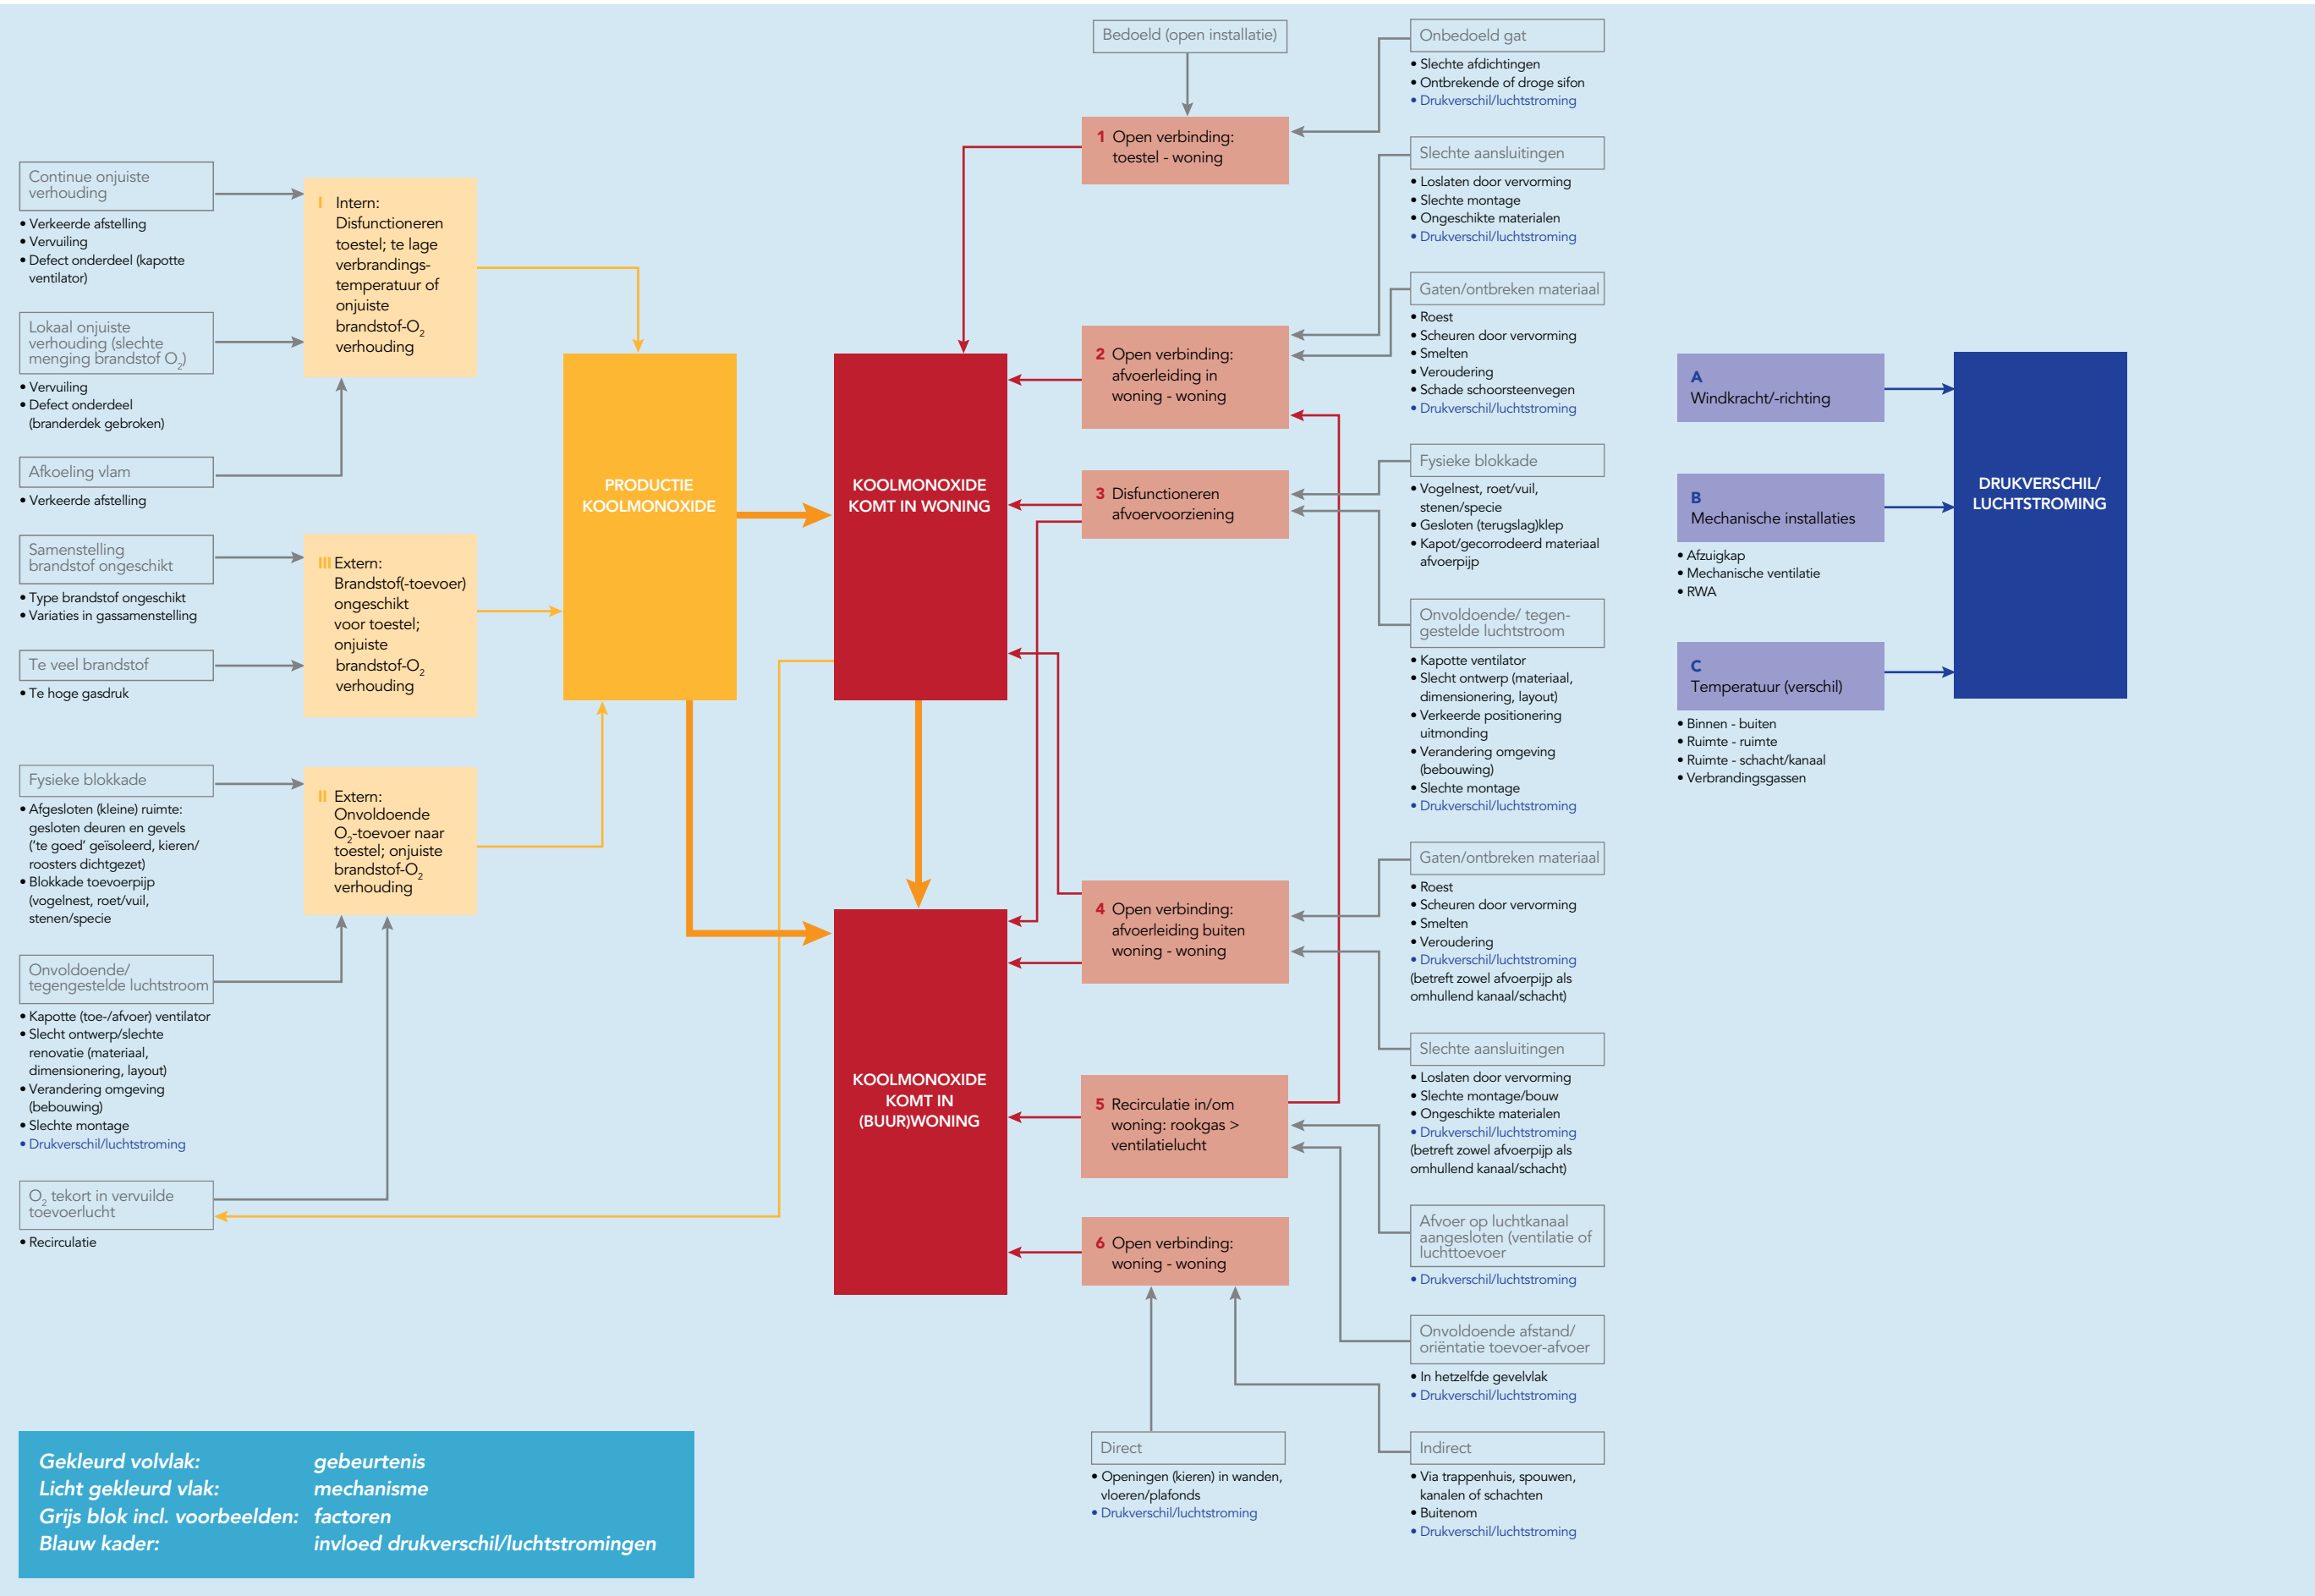 Continue onjuiste
verhouding
• Verkeerde afstelling
• Vervuiling
• Defect onderdeel (kapotte
ventilator)
Lokaal onjuiste
verhouding (slechte
menging brandstof O₂)
• Vervuiling
• Defect onderdeel
(branderdek gebroken)
Afkoeling vlam
• Verkeerde afstelling
Samenstelling
brandstof ongeschikt
• Type brandstof ongeschikt
• Variaties in gassamenstelling
Te veel brandstof
• Te hoge gasdruk
Fysieke blokkade
• Afgesloten (kleine) ruimte:
gesloten deuren en gevels
('te goed' geïsoleerd, kieren/
roosters dichtgezet)
• Blokkade toevoerpijp
(vogelnest, roet/vuil,
stenen/specie
Onvoldoende/
tegengestelde luchtstroom
• Kapotte (toe-/afvoer) ventilator
• Slecht ontwerp/slechte
renovatie (materiaal,
dimensionering, layout)
• Verandering omgeving
(bebouwing)
• Slechte montage
• Drukverschil/luchtstroming
O₂ tekort in vervuilde
toevoerlucht
• Recirculatie
I Intern:
Disfunctioneren
toestel; te lage
verbrandings-
temperatuur of
onjuiste
brandstof-O₂
verhouding
III Extern:
Brandstof(-toevoer)
ongeschikt
voor toestel;
onjuiste
brandstof-O₂
verhouding
II Extern:
Onvoldoende
O₂-toevoer naar
toestel; onjuiste
brandstof-O₂
verhouding
PRODUCTIE
KOOLMONOXIDE
KOOLMONOXIDE
KOMT IN WONING
KOOLMONOXIDE
KOMT IN
(BUUR)WONING
Bedoeld (open installatie)
1 Open verbinding:
toestel - woning
2 Open verbinding:
afvoerleiding in
woning - woning
3 Disfunctioneren
afvoervoorziening
4 Open verbinding:
afvoerleiding buiten
woning - woning
5 Recirculatie in/om
woning: rookgas >
ventilatielucht
6 Open verbinding:
woning - woning
Direct
• Openingen (kieren) in wanden,
vloeren/plafonds
• Drukverschil/luchtstroming
Onbedoeld gat
• Slechte afdichtingen
• Ontbrekende of droge sifon
• Drukverschil/luchtstroming
Slechte aansluitingen
• Loslaten door vervorming
• Slechte montage
• Ongeschikte materialen
• Drukverschil/luchtstroming
Gaten/ontbreken materiaal
• Roest
• Scheuren door vervorming
• Smelten
• Veroudering
• Schade schoorsteenvegen
• Drukverschil/luchtstroming
Fysieke blokkade
• Vogelnest, roet/vuil,
stenen/specie
• Gesloten (terugslag)klep
• Kapot/gecorrodeerd materiaal
afvoerpijp
Onvoldoende/ tegen-
gestelde luchtstroom
• Kapotte ventilator
• Slecht ontwerp (materiaal,
dimensionering, layout)
• Verkeerde positionering
uitmonding
• Verandering omgeving
(bebouwing)
• Slechte montage
• Drukverschil/luchtstroming
Gaten/ontbreken materiaal
• Roest
• Scheuren door vervorming
• Smelten
• Veroudering
• Drukverschil/luchtstroming
(betreft zowel afvoerpijp als
omhullend kanaal/schacht)
Slechte aansluitingen
• Loslaten door vervorming
• Slechte montage/bouw
• Ongeschikte materialen
• Drukverschil/luchtstroming
(betreft zowel afvoerpijp als
omhullend kanaal/schacht)
Afvoer op luchtkanaal
aangesloten (ventilatie of
luchttoevoer
• Drukverschil/luchtstroming
Onvoldoende afstand/
oriëntatie toevoer-afvoer
• In hetzelfde gevelvlak
• Drukverschil/luchtstroming
Indirect
• Via trappenhuis, spouwen,
kanalen of schachten
• Buitenom
• Drukverschil/luchtstroming
A
Windkracht/-richting
B
Mechanische installaties
• Afzuigkap
• Mechanische ventilatie
• RWA
C
Temperatuur (verschil)
• Binnen - buiten
• Ruimte - ruimte
• Ruimte - schacht/kanaal
• Verbrandingsgassen
DRUKVERSCHIL/
LUCHTSTROMING
Gekleurd volvlak: gebeurtenis
Licht gekleurd vlak: mechanisme
Grijs blok incl. voorbeelden: factoren
Blauw kader: invloed drukverschil/luchtstromingen